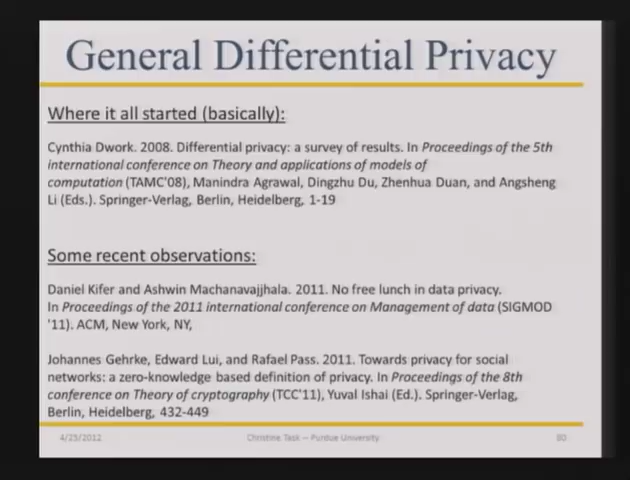 General Differential Privacy
Where it all started (basically):
Cynthia Dwork. 2008. Differential privacy: a survey of results. In Proceedings of the 5th
international conference on Theory and applications of models of
computation (TAMC'08), Manindra Agrawal, Dingzhu Du, Zhenhua Duan, and Angsheng
Li (Eds.). Springer-Verlag, Berlin, Heidelberg, 1-19
Some recent observations:
Daniel Kifer and Ashwin Machanavajjhala. 2011. No free lunch in data privacy.
In Proceedings of the 2011 international conference on Management of data (SIGMOD
'11). ACM, New York, NY,
Johannes Gehrke, Edward Lui, and Rafael Pass. 2011. Towards privacy for social
networks: a zero-knowledge based definition of privacy. In Proceedings of the 8th
conference on Theory of cryptography (TCC'11), Yuval Ishai (Ed.). Springer-Verlag,
Berlin, Heidelberg, 432-449
4/25/2012 Christine Task -- Purdue University 80